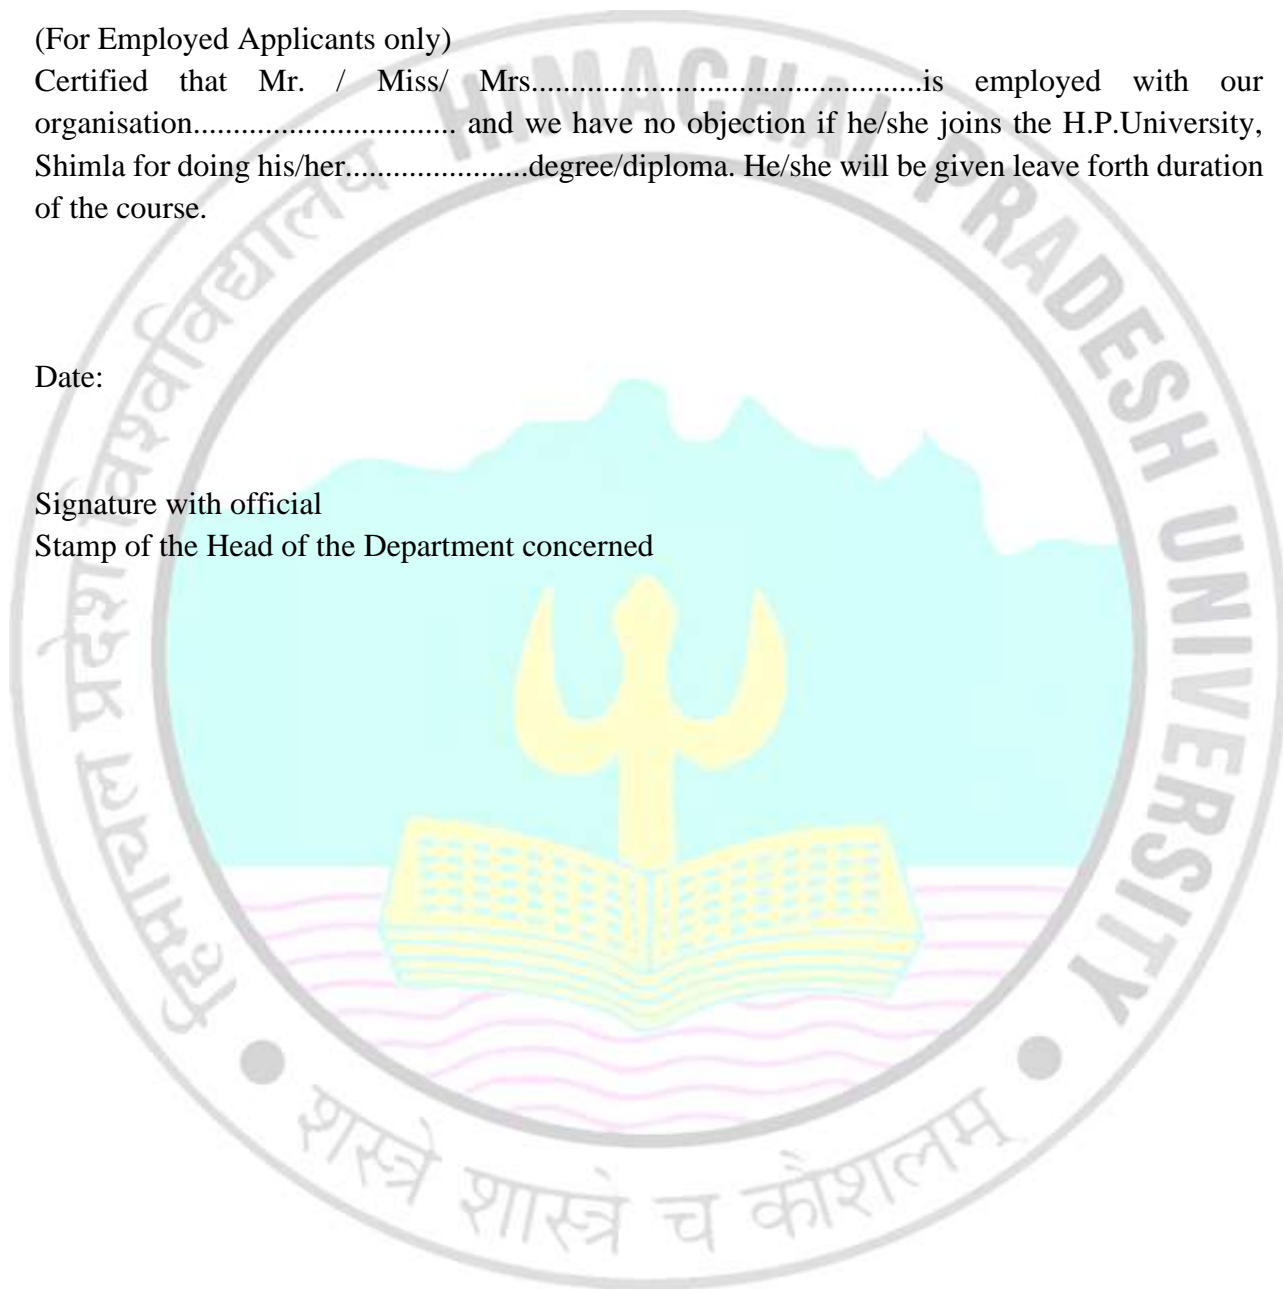 (For Employed Applicants only)
Certified that Mr. / Miss/ Mrs.................................................is employed with our
organisation................................. and we have no objection if he/she joins the H.P.University,
Shimla for doing his/her.......................degree/diploma. He/she will be given leave forth duration
of the course.
Date:
Signature with official
Stamp of the Head of the Department concerned
हिमाचल प्रदेश विश्वविद्यालय
HIMACHAL PRADESH UNIVERSITY
शस्त्रे शास्त्रे च कौशलम्